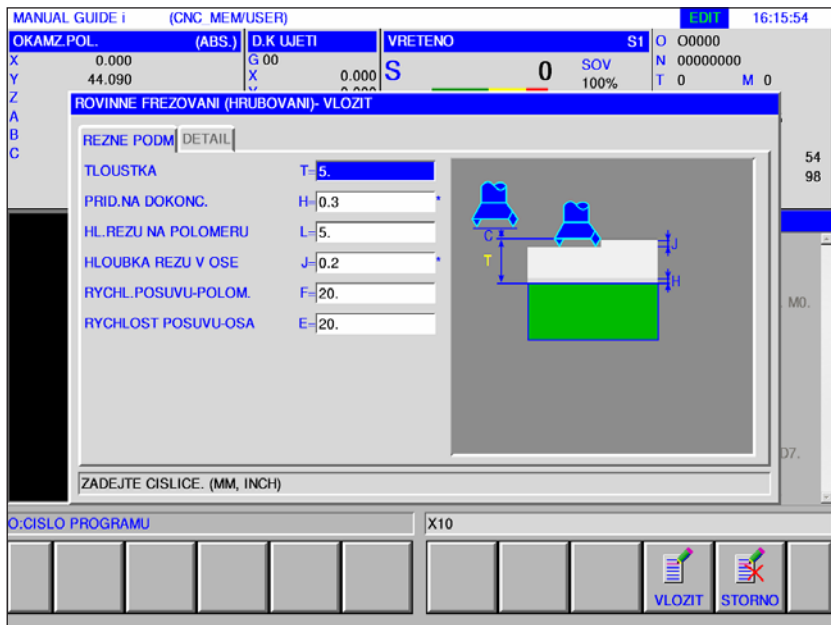 MANUAL GUIDE i (CNC_MEM/USER) EDIT 16:15:54
OKAMZ.POL. (ABS.) D.K UJETI VRETENO S1 O O0000
X 0.000 G 00 S 0 SOV N 00000000
Y 44.090 X 0.000 100% T 0 M 0
Z
ROVINNE FREZOVANI (HRUBOVANI)- VLOZIT
A
B REZNE PODM DETAIL
C 54
TLOUSTKA T= 5.
98
PRID.NA DOKONC. H= 0.3 *
HL.REZU NA POLOMERU L= 5.
HLOUBKA REZU V OSE J= 0.2 *
RYCHL.POSUVU-POLOM. F= 20.
RYCHLOST POSUVU-OSA E= 20.
C
J
T
H
M0.
D7.
ZADEJTE CISLICE. (MM, INCH)
O:CISLO PROGRAMU X10
VLOZIT STORNO